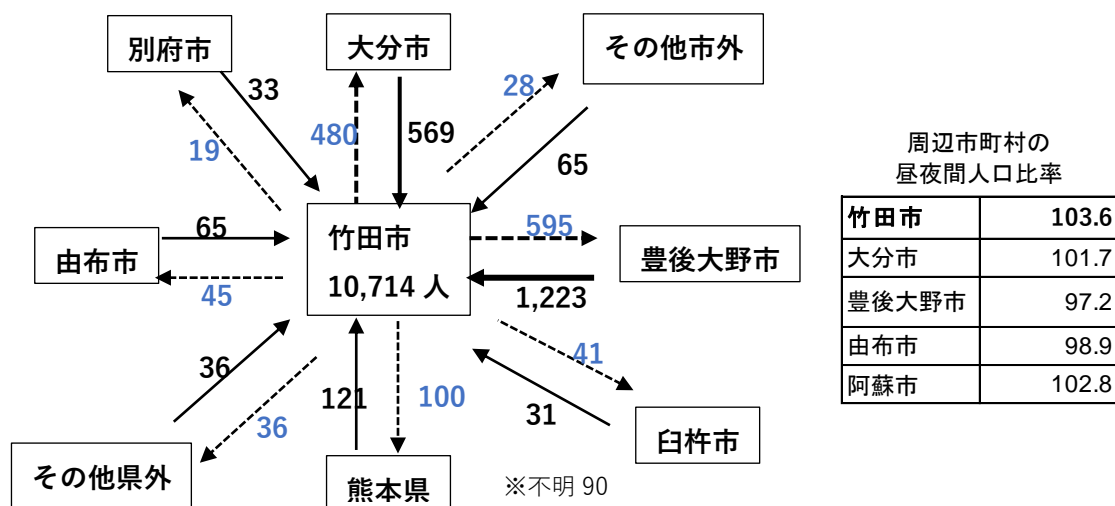 別府市
大分市
その他市外
33
480
569
28
19
65
周辺市町村の
昼夜間人口比率
竹田市 103.6
大分市 101.7
豊後大野市 97.2
由布市 98.9
阿蘇市 102.8
由布市
65
45
竹田市
10,714 人
595
1,223
豊後大野市
36
36
121
100
41
31
その他県外
熊本県
臼杵市
※不明 90